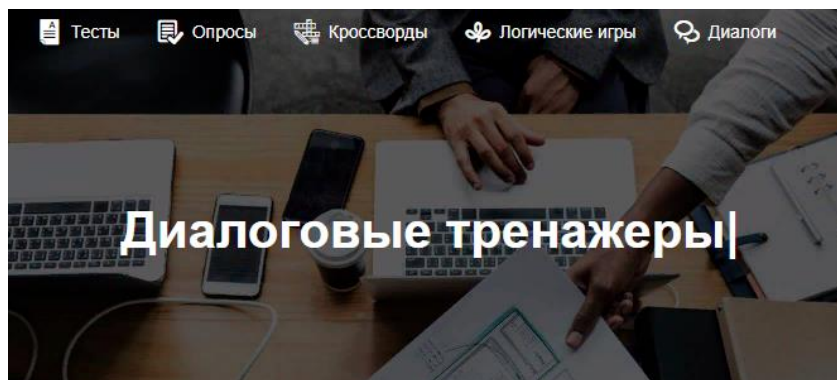 Тесты Опросы Кроссворды Логические игры Диалоги
Диалоговые тренажеры|